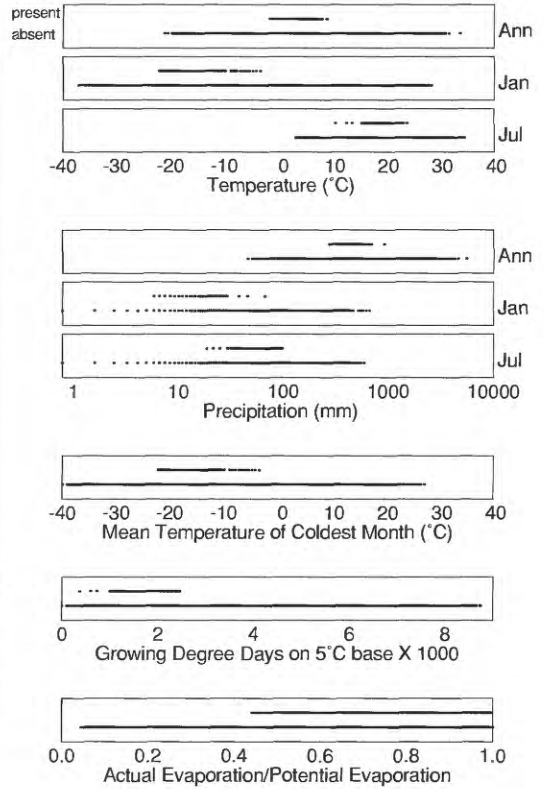 present
absent
Ann
Jan
Jul
-40 -30 -20 -10 0 10 20 30 40
Temperature (˚C)
Ann
Jan
Jul
1 10 100 1000 10000
Precipitation (mm)
-40 -30 -20 -10 0 10 20 30 40
Mean Temperature of Coldest Month (˚C)
0 2 4 6 8
Growing Degree Days on 5˚C base X 1000
0.0 0.2 0.4 0.6 0.8 1.0
Actual Evaporation/Potential Evaporation